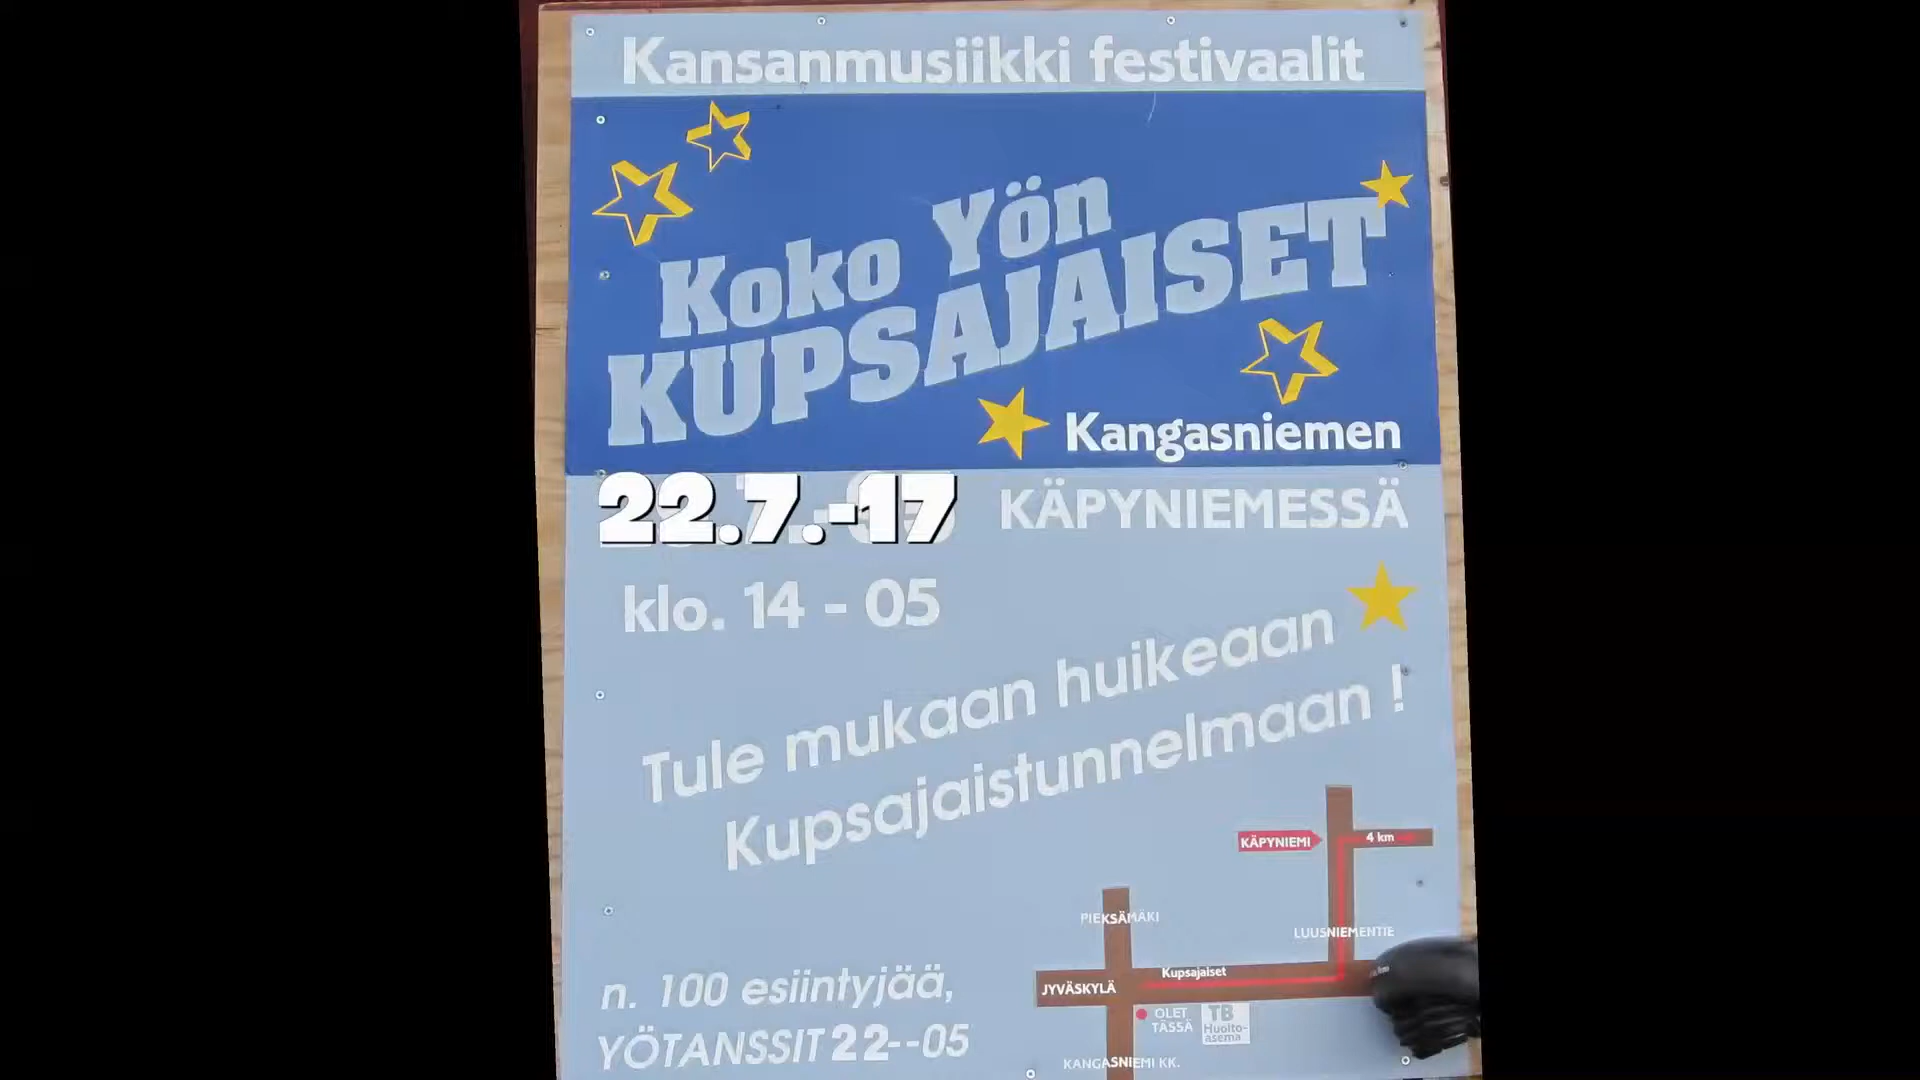 Kansanmusiikki festivaalit
Koko Yön
KUPSAJAISET
Kangasniemen
22.7.-17 KÄPYNIEMESSÄ
klo. 14 - 05
Tule mukaan huikeaan
Kupsajaistunnelmaan !
KÄPYNIEMI
4 km
PIEKSÄMÄKI
LUUSNIEMENTIE
Kupsajaiset
JYVÄSKYLÄ
OLET
TÄSSÄ
TB
Huolto-
asema
KANGASNIEMI KK.
n. 100 esiintyjää,
YÖTANSSIT 22--05